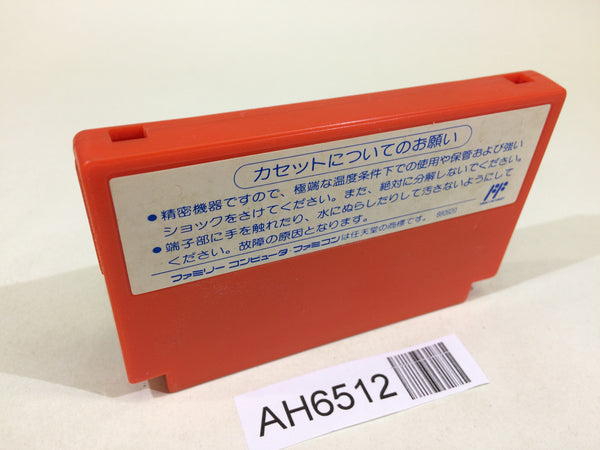 カセットについてのお願い
● 精密機器ですので、極端な温度条件下での使用や保管および強い
ショックをさけてください。また、絶対に分解しないでください。
● 端子部に手を触れたり、水にぬらしたりして汚さないようにして
ください。故障の原因となります。
ファミリー コンピュータ・ファミコンは任天堂の商標です。
AH6512